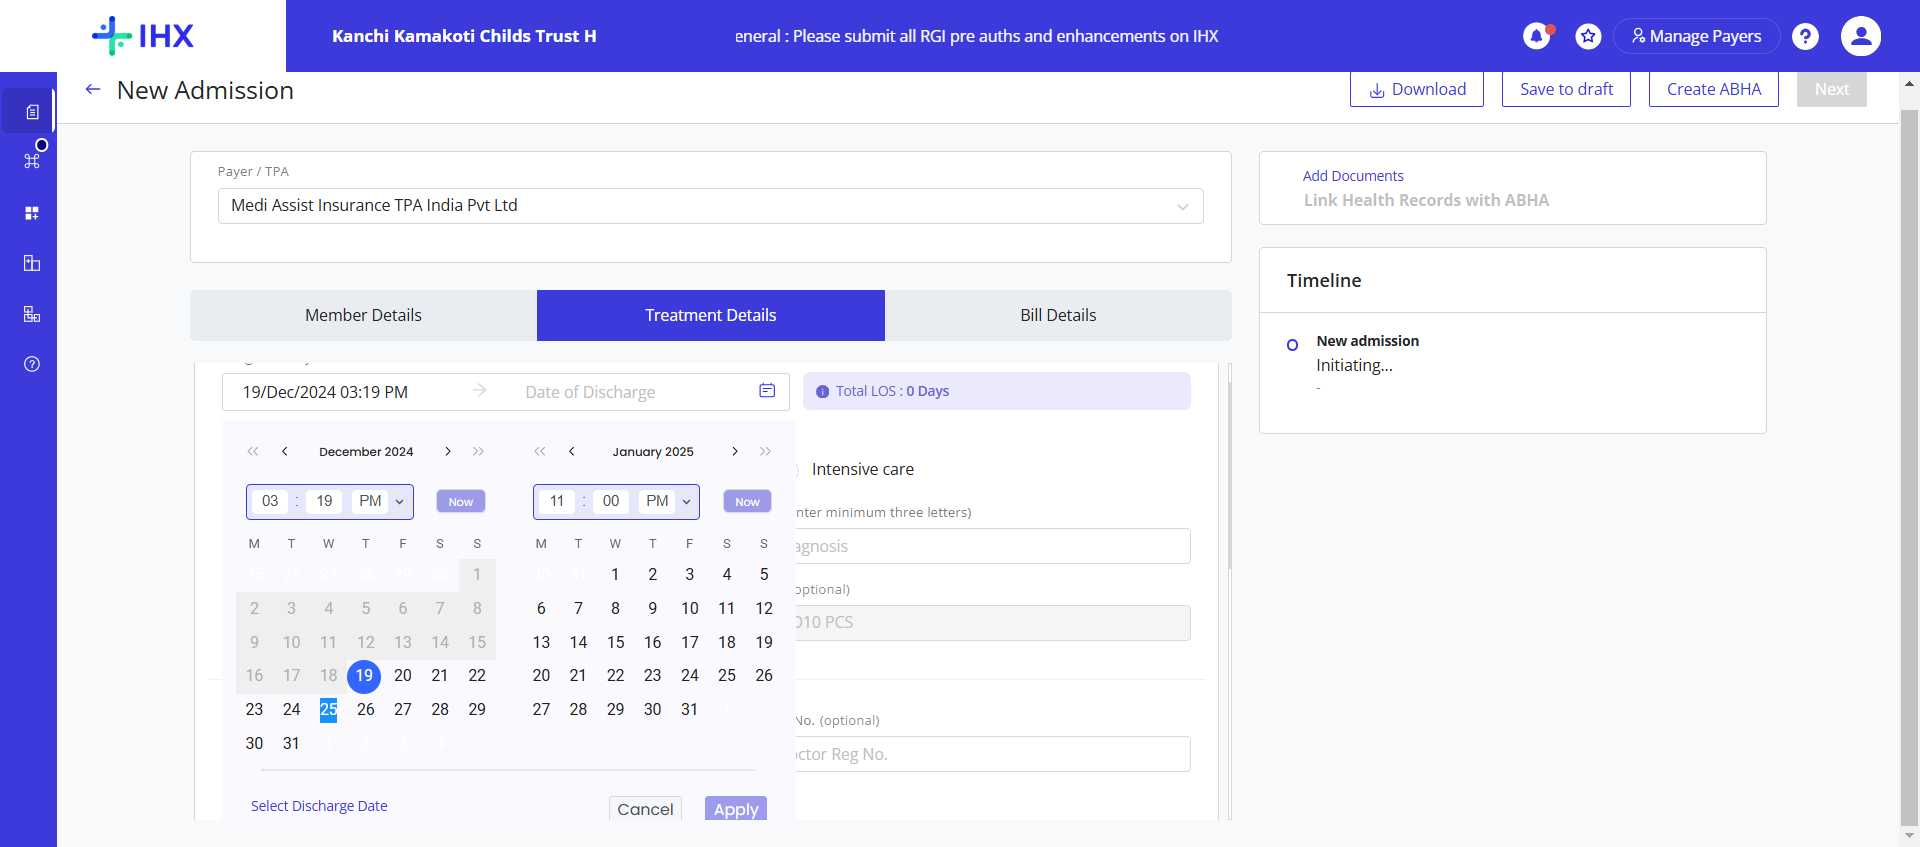 IHX
Kanchi Kamakoti Childs Trust H
eneral : Please submit all RGI pre auths and enhancements on IHX
Manage Payers
New Admission
Download
Save to draft
Create ABHA
Next
Payer / TPA
Medi Assist Insurance TPA India Pvt Ltd
Add Documents
Link Health Records with ABHA
Timeline
New admission
Initiating...
-
Member Details
Treatment Details
Bill Details
19/Dec/2024 03:19 PM
Date of Discharge
Total LOS : 0 Days
December 2024
January 2025
03 : 19 PM
Now
11 : 00 PM
Now
M T W T F S S
M T W T F S S
1
1 2 3 4 5
2 3 4 5 6 7 8
6 7 8 9 10 11 12
9 10 11 12 13 14 15
13 14 15 16 17 18 19
16 17 18 19 20 21 22
20 21 22 23 24 25 26
23 24 25 26 27 28 29
27 28 29 30 31
30 31
Select Discharge Date
Cancel
Apply
Intensive care
nter minimum three letters)
agnosis
optional)
D10 PCS
No. (optional)
octor Reg No.